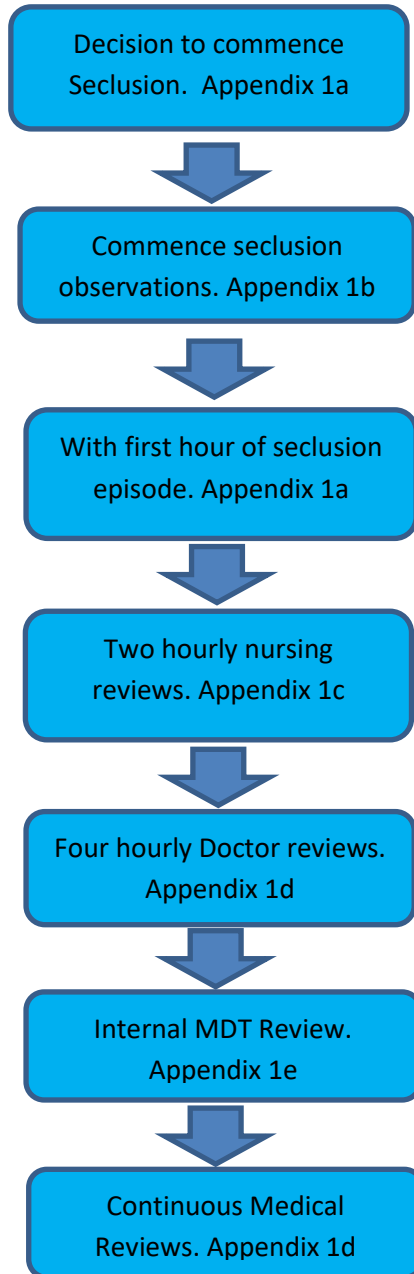 Decision to commence
Seclusion.  Appendix 1a
Commence seclusion
observations. Appendix 1b
With first hour of seclusion
episode. Appendix 1a
Two hourly nursing
reviews. Appendix 1c
Four hourly Doctor reviews.
Appendix 1d
Internal MDT Review.
Appendix 1e
Continuous Medical
Reviews. Appendix 1d